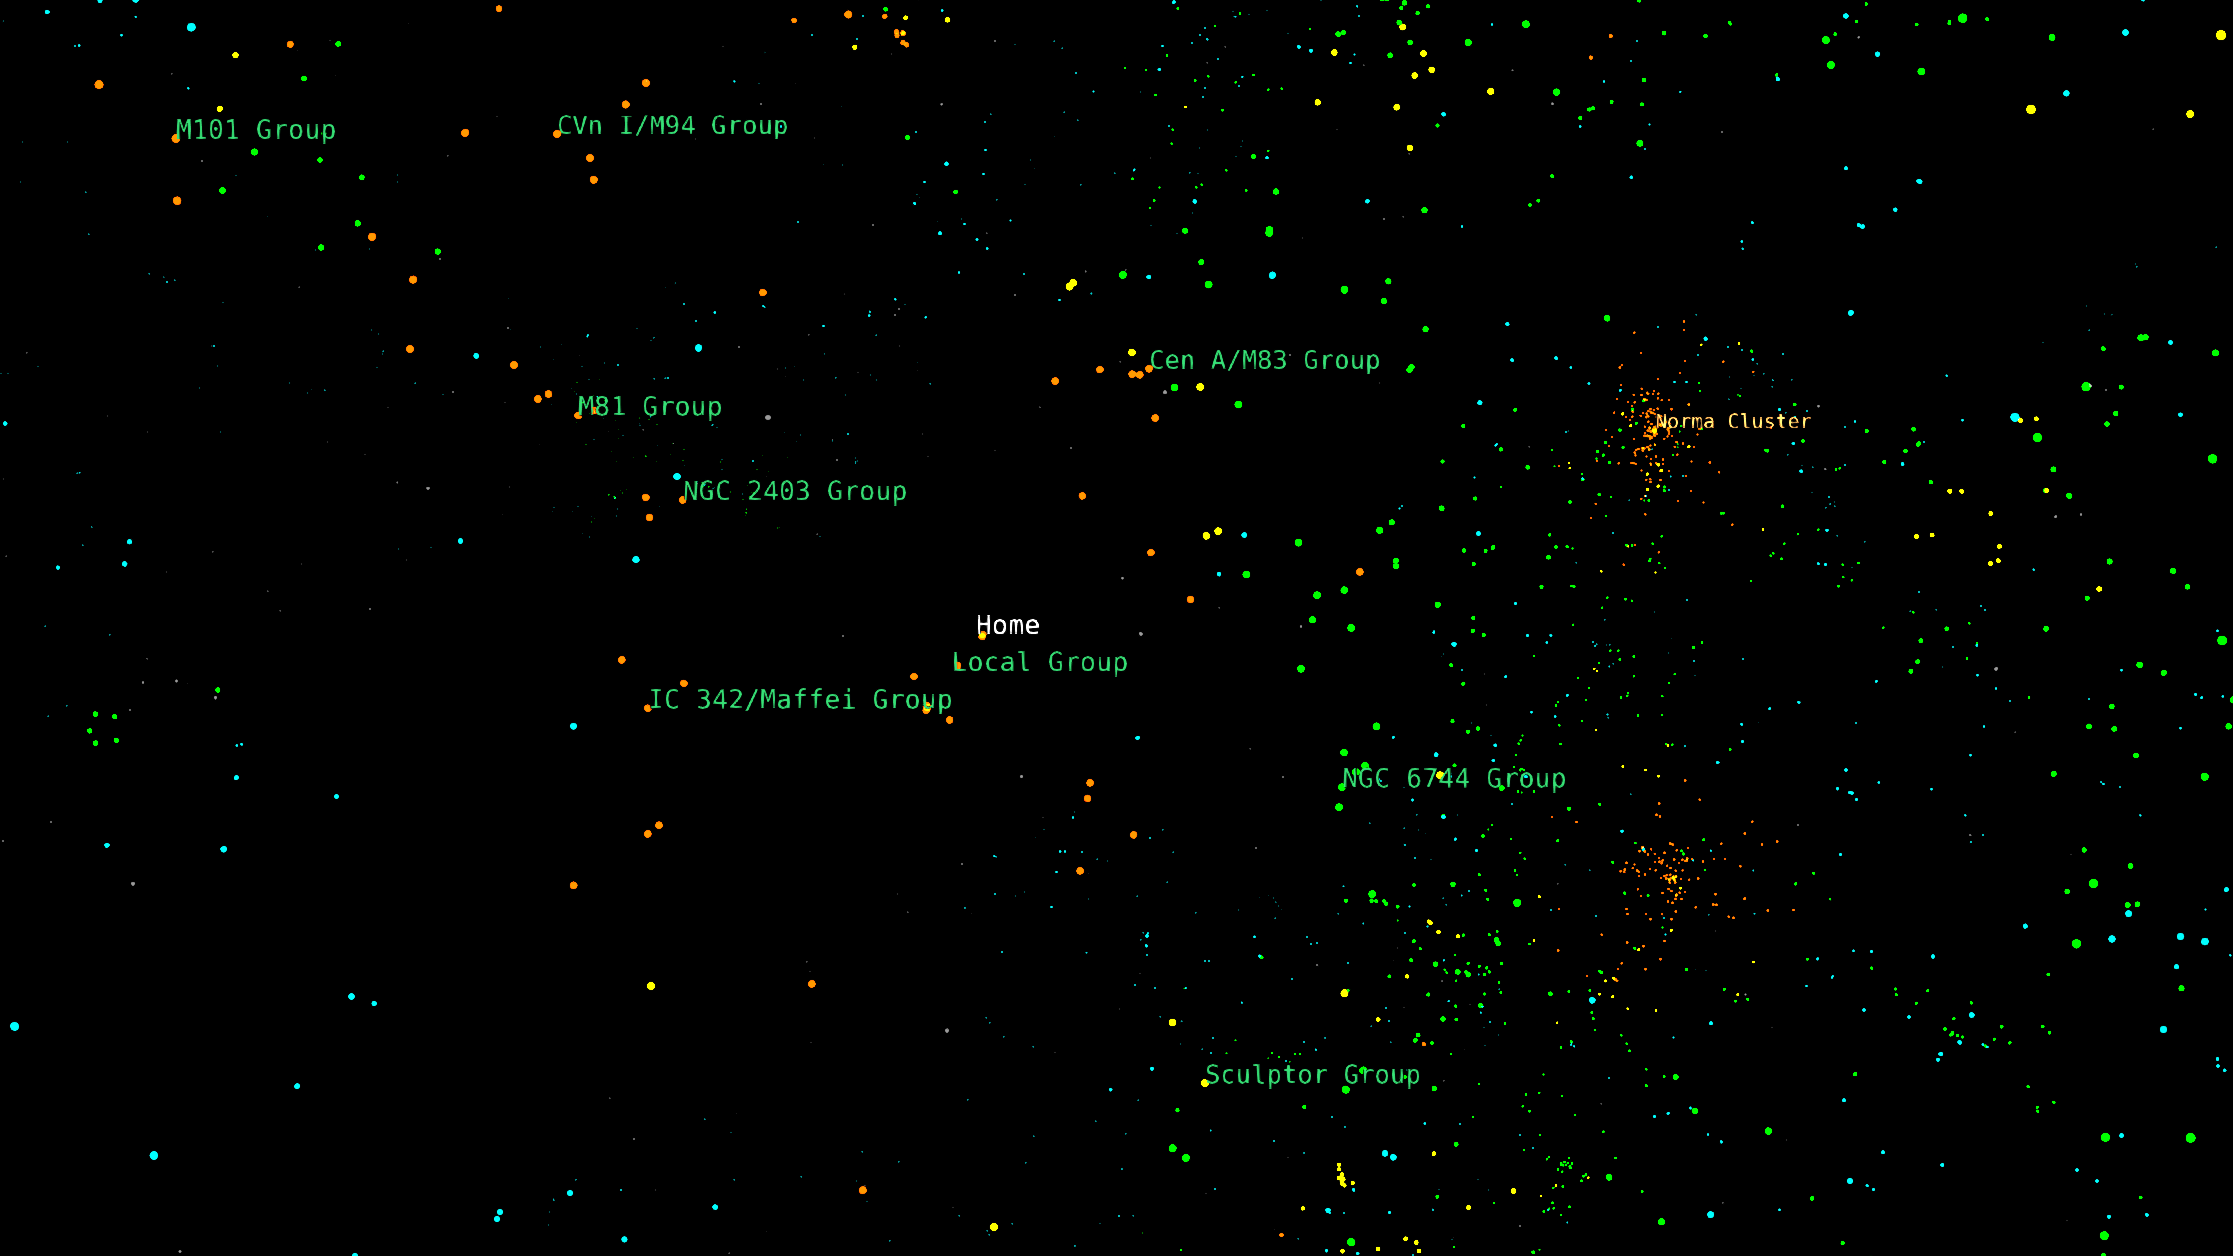 CVn I/M94 Group
M101 Group
Cen A/M83 Group
M81 Group
Norma Cluster
NGC 2403 Group
Home
Local Group
IC 342/Maffei Group
NGC 6744 Group
Sculptor Group